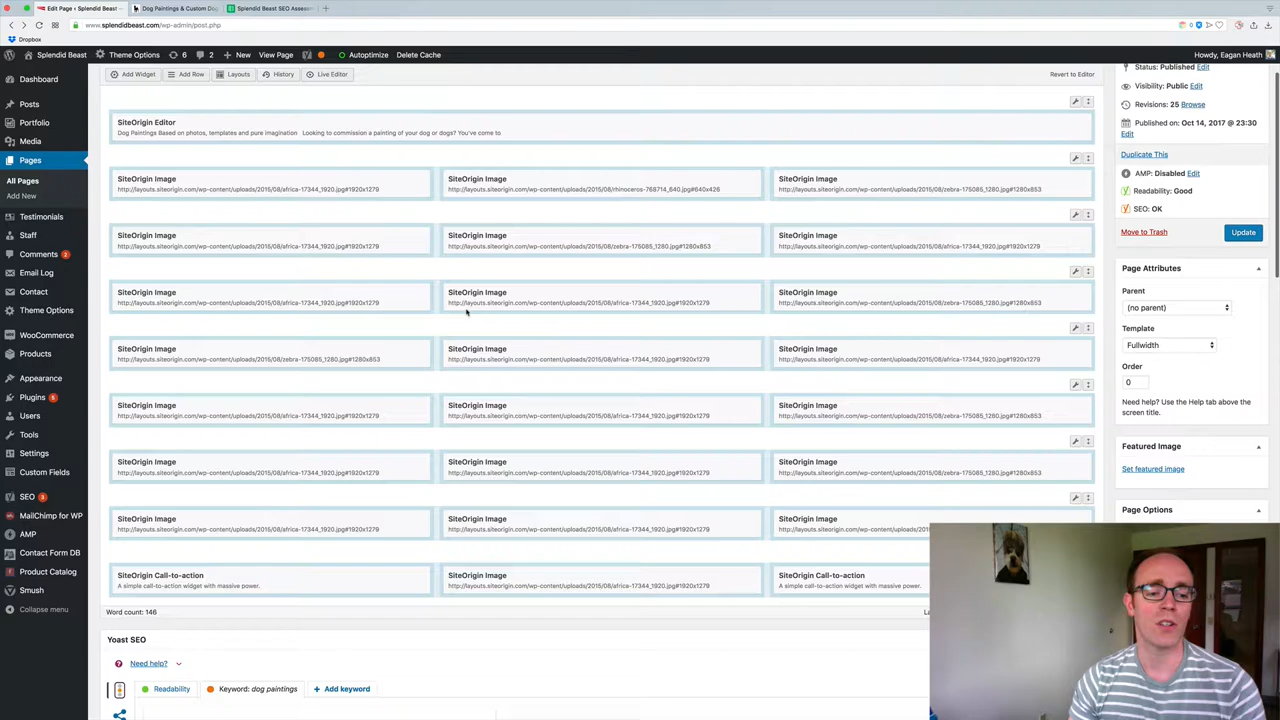 Edit Page ‹ Splendid Beast
Dog Paintings & Custom Do
Splendid Beast SEO Assess
www.splendidbeast.com/wp-admin/post.php
Dropbox
Splendid Beast
Theme Options
6
2
New
View Page
Autoptimize
Delete Cache
Howdy, Eagan Heath
Dashboard
Posts
Portfolio
Media
Pages
All Pages
Add New
Testimonials
Staff
Comments 2
Email Log
Contact
Theme Options
WooCommerce
Products
Appearance
Plugins 5
Users
Tools
Settings
Custom Fields
SEO 3
MailChimp for WP
AMP
Contact Form DB
Product Catalog
Smush
Collapse menu
Add Widget
Add Row
Layouts
History
Live Editor
Revert to Editor
SiteOrigin Editor
Dog Paintings Based on photos, templates and pure imagination Looking to commission a painting of your dog or dogs? You've come to
SiteOrigin Image
http://layouts.siteorigin.com/wp-content/uploads/2015/08/africa-17344_1920.jpg#1920x1279
SiteOrigin Image
http://layouts.siteorigin.com/wp-content/uploads/2015/08/rhinoceros-768714_640.jpg#640x426
SiteOrigin Image
http://layouts.siteorigin.com/wp-content/uploads/2015/08/zebra-175085_1280.jpg#1280x853
SiteOrigin Image
http://layouts.siteorigin.com/wp-content/uploads/2015/08/africa-17344_1920.jpg#1920x1279
SiteOrigin Image
http://layouts.siteorigin.com/wp-content/uploads/2015/08/zebra-175085_1280.jpg#1280x853
SiteOrigin Image
http://layouts.siteorigin.com/wp-content/uploads/2015/08/africa-17344_1920.jpg#1920x1279
SiteOrigin Image
http://layouts.siteorigin.com/wp-content/uploads/2015/08/africa-17344_1920.jpg#1920x1279
SiteOrigin Image
http://layouts.siteorigin.com/wp-content/uploads/2015/08/africa-17344_1920.jpg#1920x1279
SiteOrigin Image
http://layouts.siteorigin.com/wp-content/uploads/2015/08/zebra-175085_1280.jpg#1280x853
SiteOrigin Image
http://layouts.siteorigin.com/wp-content/uploads/2015/08/zebra-175085_1280.jpg#1280x853
SiteOrigin Image
http://layouts.siteorigin.com/wp-content/uploads/2015/08/africa-17344_1920.jpg#1920x1279
SiteOrigin Image
http://layouts.siteorigin.com/wp-content/uploads/2015/08/africa-17344_1920.jpg#1920x1279
SiteOrigin Image
http://layouts.siteorigin.com/wp-content/uploads/2015/08/africa-17344_1920.jpg#1920x1279
SiteOrigin Image
http://layouts.siteorigin.com/wp-content/uploads/2015/08/africa-17344_1920.jpg#1920x1279
SiteOrigin Image
http://layouts.siteorigin.com/wp-content/uploads/2015/08/zebra-175085_1280.jpg#1280x853
SiteOrigin Image
http://layouts.siteorigin.com/wp-content/uploads/2015/08/africa-17344_1920.jpg#1920x1279
SiteOrigin Image
http://layouts.siteorigin.com/wp-content/uploads/2015/08/africa-17344_1920.jpg#1920x1279
SiteOrigin Image
http://layouts.siteorigin.com/wp-content/uploads/2015/08/zebra-175085_1280.jpg#1280x853
SiteOrigin Image
http://layouts.siteorigin.com/wp-content/uploads/2015/08/africa-17344_1920.jpg#1920x1279
SiteOrigin Image
http://layouts.siteorigin.com/wp-content/uploads/2015/08/africa-17344_1920.jpg#1920x1279
SiteOrigin Image
http://layouts.siteorigin.com/wp-content/uploads
SiteOrigin Call-to-action
A simple call-to-action widget with massive power.
SiteOrigin Image
http://layouts.siteorigin.com/wp-content/uploads/2015/08/africa-17344_1920.jpg#1920x1279
SiteOrigin Call-to-action
A simple call-to-action widget with massive power.
Word count: 146
Yoast SEO
Need help?
Readability
Keyword: dog paintings
+ Add keyword
Status: Published Edit
Visibility: Public Edit
Revisions: 25 Browse
Published on: Oct 14, 2017 @ 23:30
Edit
Duplicate This
AMP: Disabled Edit
Readability: Good
SEO: OK
Move to Trash
Update
Page Attributes
Parent
(no parent)
Template
Fullwidth
Order
0
Need help? Use the Help tab above the
screen title.
Featured Image
Set featured image
Page Options